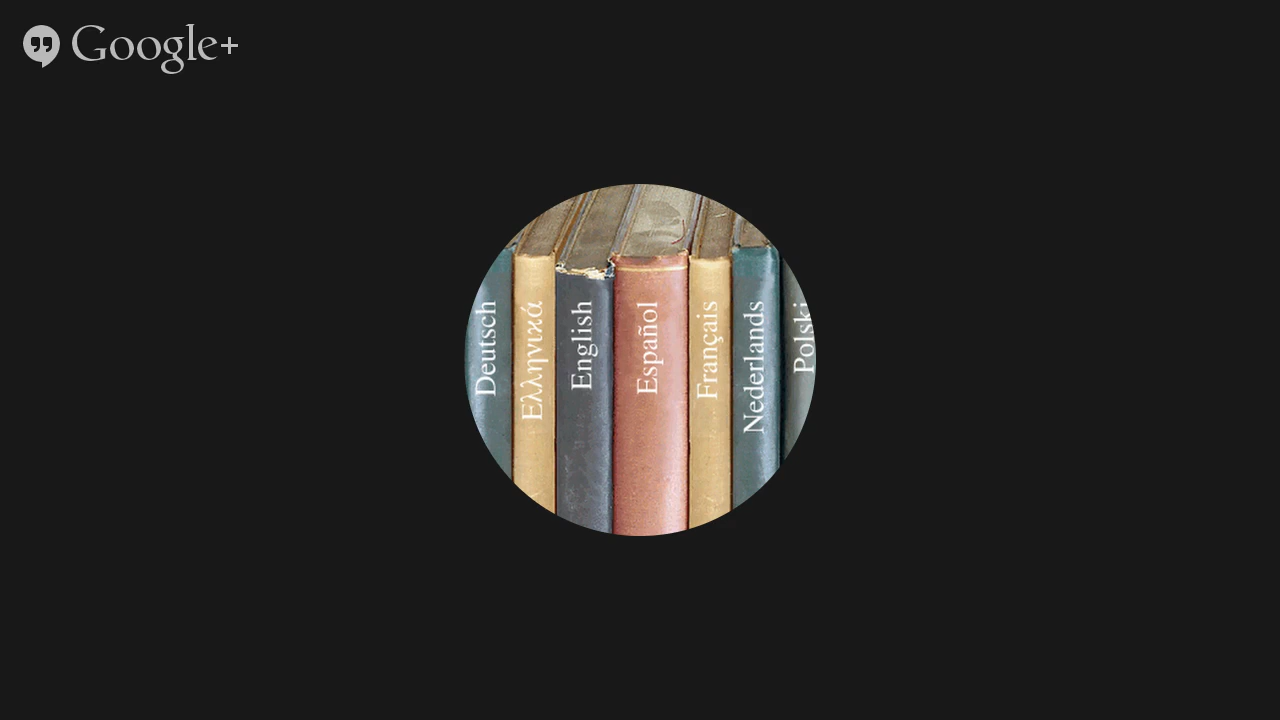 Google+
Deutsch
Ελληνικά
English
Español
Français
Nederlands
Polski